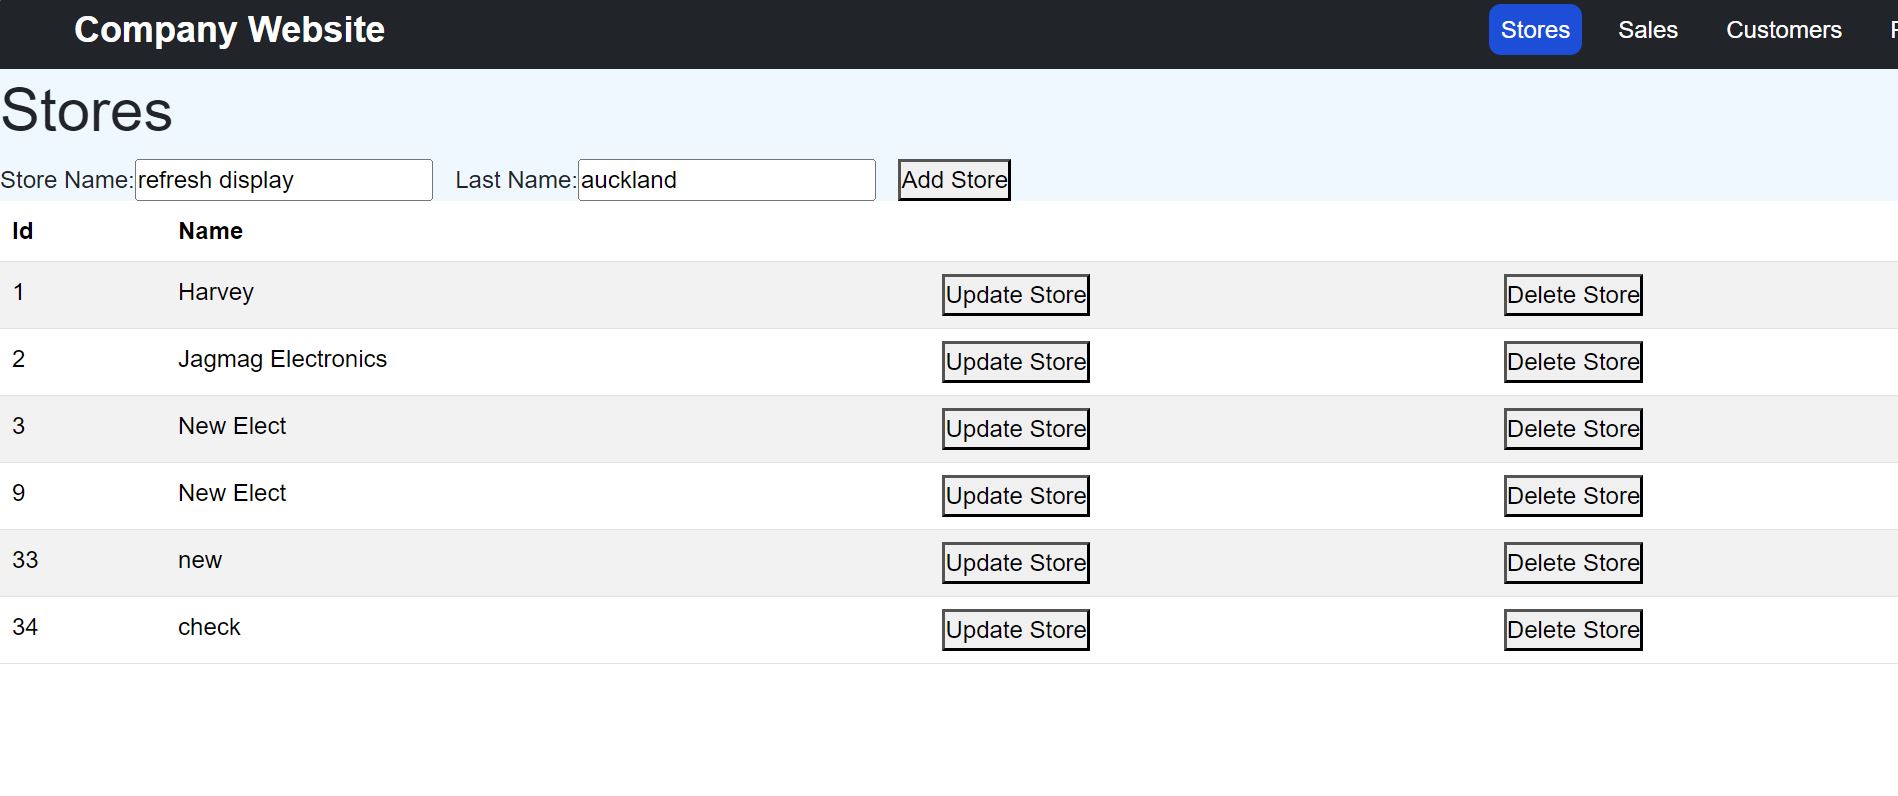 Company Website Stores Sales Customers
Stores
Store Name: refresh display Last Name: auckland Add Store
Id Name
1 Harvey Update Store Delete Store
2 Jagmag Electronics Update Store Delete Store
3 New Elect Update Store Delete Store
9 New Elect Update Store Delete Store
33 new Update Store Delete Store
34 check Update Store Delete Store